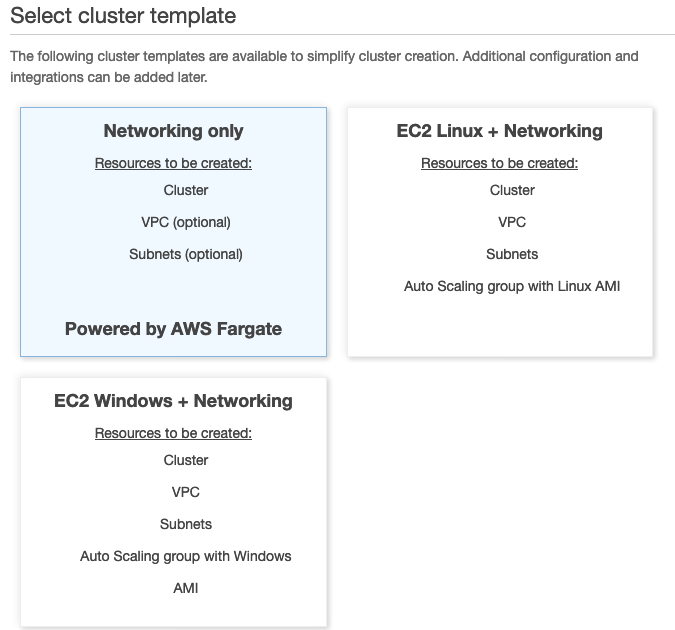 Select cluster template
The following cluster templates are available to simplify cluster creation. Additional configuration and
integrations can be added later.
Networking only
Resources to be created:
Cluster
VPC (optional)
Subnets (optional)
Powered by AWS Fargate
EC2 Linux + Networking
Resources to be created:
Cluster
VPC
Subnets
Auto Scaling group with Linux AMI
EC2 Windows + Networking
Resources to be created:
Cluster
VPC
Subnets
Auto Scaling group with Windows
AMI